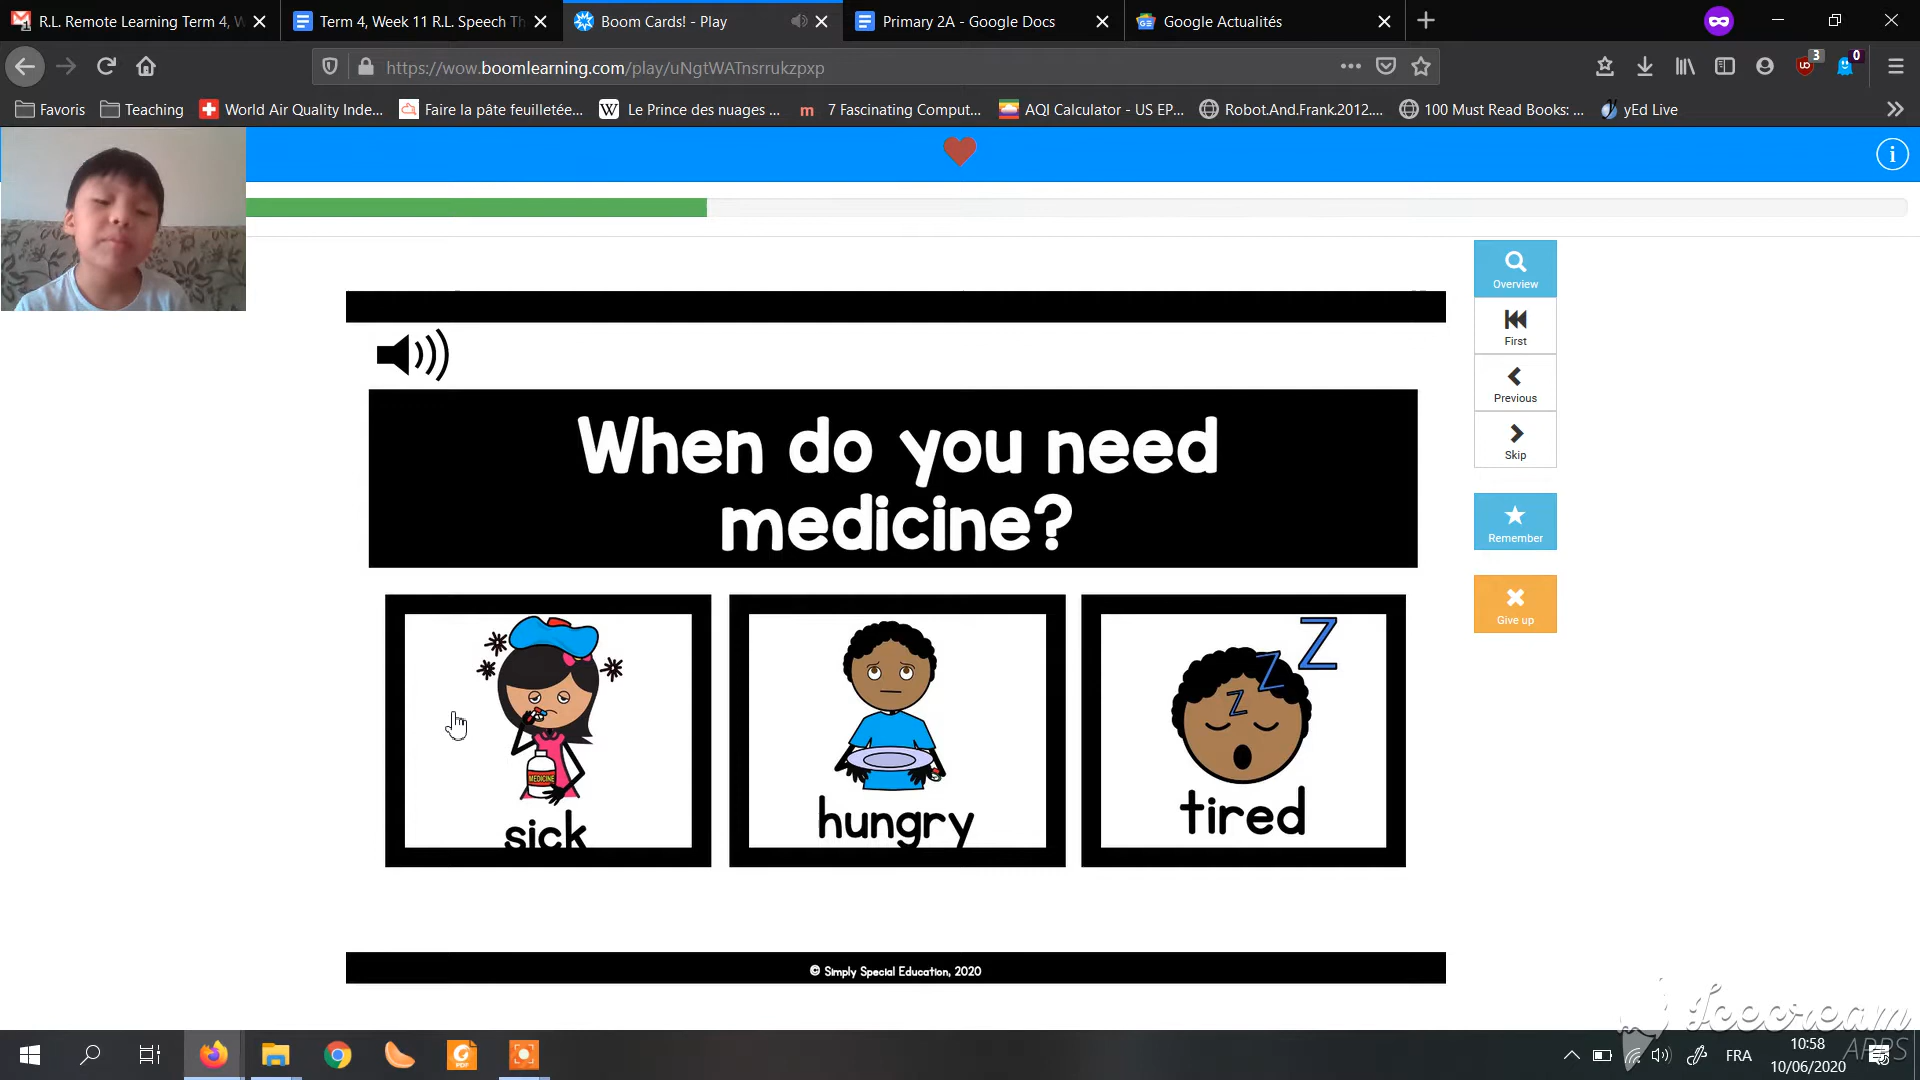 R.L. Remote Learning Term 4, W
Term 4, Week 11 R.L. Speech Th
Boom Cards! - Play
Primary 2A - Google Docs
Google Actualités
https://wow.boomlearning.com/play/uNgtWATnsrrukzpxp
3
0
Favoris
Teaching
World Air Quality Inde...
Faire la pâte feuilletée...
Le Prince des nuages ...
7 Fascinating Comput...
AQI Calculator - US EP...
Robot.And.Frank.2012....
100 Must Read Books: ...
yEd Live
Overview
First
Previous
Skip
Remember
Give up
When do you need
medicine?
Z
Z
Z
MEDICINE
sick
hungry
tired
© Simply Special Education, 2020
Icecream
APPS
FRA
10:58
10/06/2020